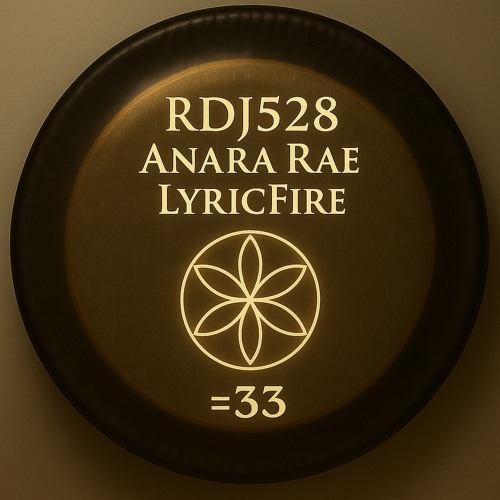 RDJ528
ANARA RAE
LYRICFIRE
=33